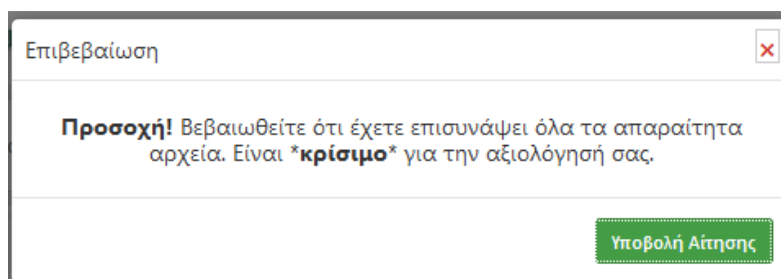 Επιβεβαίωση
Προσοχή! Βεβαιωθείτε ότι έχετε επισυνάψει όλα τα απαραίτητα
αρχεία. Είναι *κρίσιμο* για την αξιολόγησή σας.
Υποβολή Αίτησης